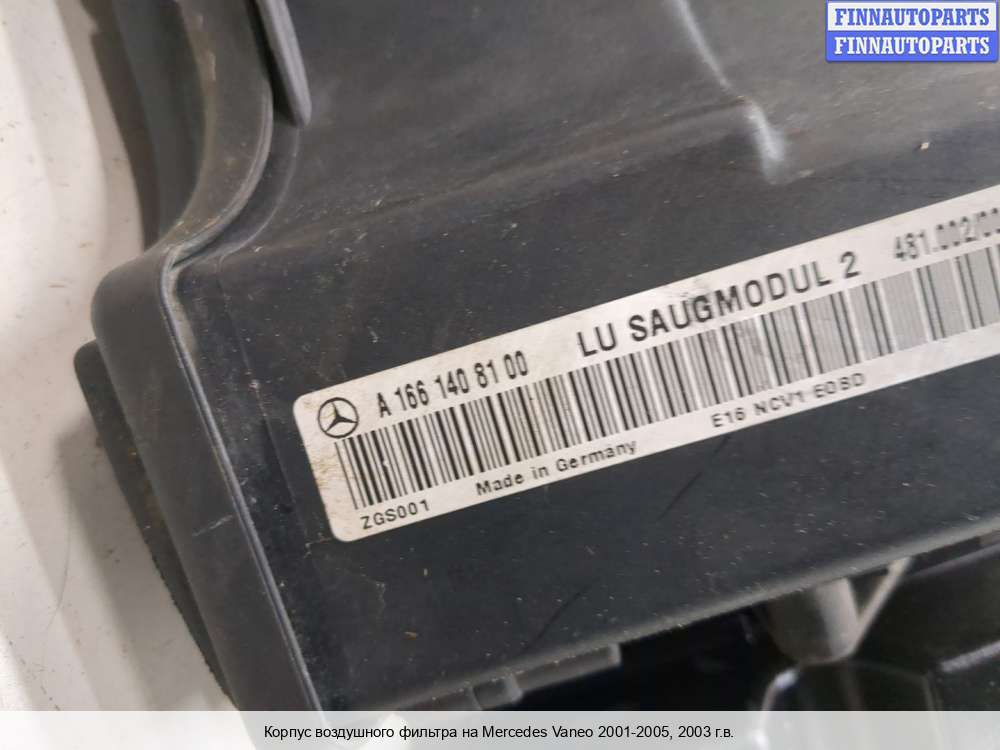 FINNAUTOPARTS
FINNAUTOPARTS
A 166 140 81 00 LU SAUGMODUL 2
ZGS001 Made in Germany E16 NCV1 EOBD
Корпус воздушного фильтра на Mercedes Vaneo 2001-2005, 2003 г.в.